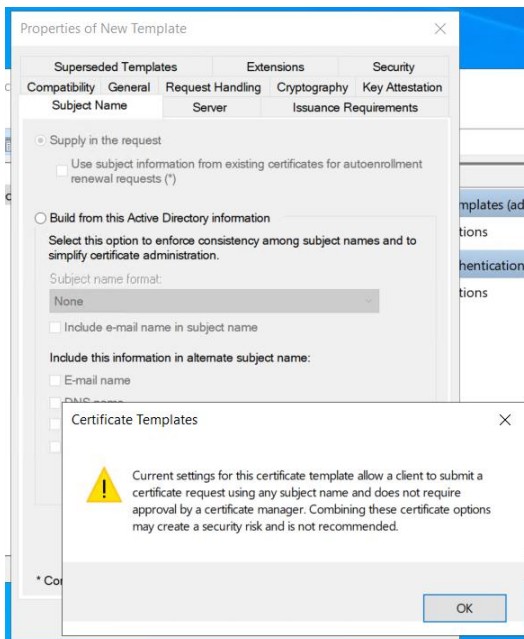 Properties of New Template
Superseded Templates Extensions Security
Compatibility General Request Handling Cryptography Key Attestation
Subject Name Server Issuance Requirements
Supply in the request
Use subject information from existing certificates for autoenrollment
renewal requests (*)
Build from this Active Directory information
Select this option to enforce consistency among subject names and to
simplify certificate administration.
Subject name format:
None
Include e-mail name in subject name
Include this information in alternate subject name:
E-mail name
DNS name
* Co
Certificate Templates
Current settings for this certificate template allow a client to submit a
certificate request using any subject name and does not require
approval by a certificate manager. Combining these certificate options
may create a security risk and is not recommended.
OK
mplates (ad
tions
hentication
tions